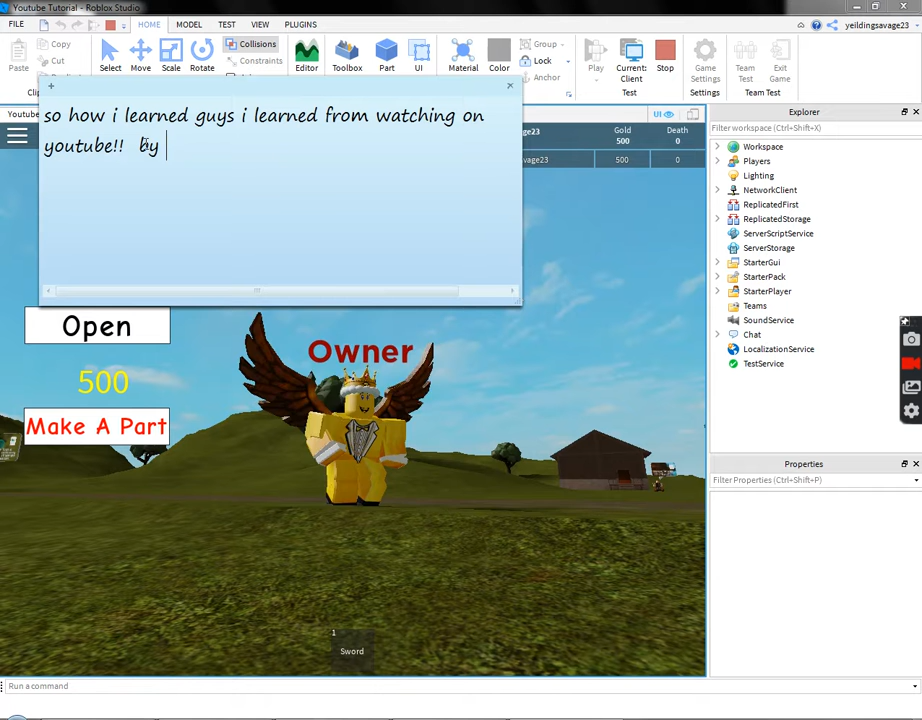 Youtube Tutorial - Roblox Studio
FILE
HOME
MODEL
TEST
VIEW
PLUGINS
yeildingsavage23
Paste
Copy
Cut
Select
Move
Scale
Rotate
Collisions
Constraints
Editor
Toolbox
Part
UI
Material
Color
Group
Lock
Anchor
Play
Current:
Client
Stop
Game
Settings
Team
Test
Exit
Game
Test
Settings
Team Test
so how i learned guys i learned from watching on
youtube!! by
UI
Gold
500
Death
0
500
0
Open
500
Make A Part
Owner
1
Sword
Explorer
Filter workspace (Ctrl+Shift+X)
Workspace
Players
Lighting
NetworkClient
ReplicatedFirst
ReplicatedStorage
ServerScriptService
ServerStorage
StarterGui
StarterPack
StarterPlayer
Teams
SoundService
Chat
LocalizationService
TestService
Properties
Filter Properties (Ctrl+Shift+P)
Run a command